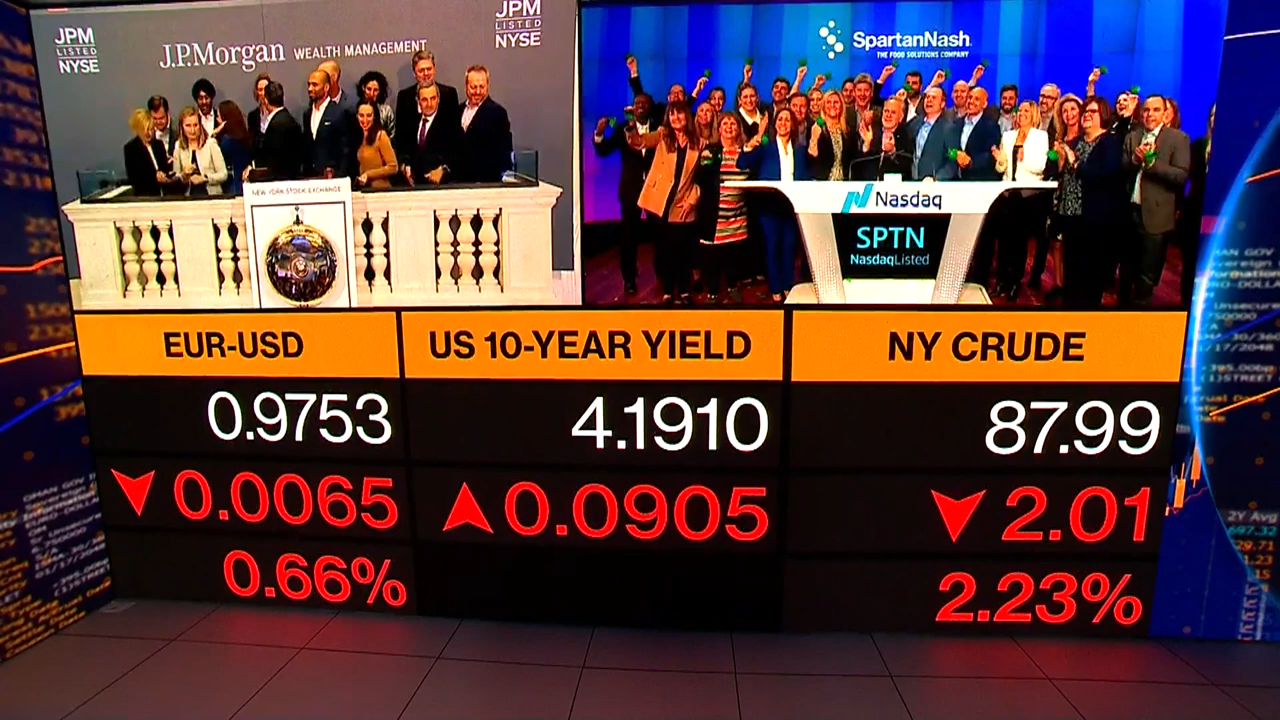 JPM
LISTED
NYSE
J.P.Morgan WEALTH MANAGEMENT
JPM
LISTED
NYSE
NEW YORK STOCK EXCHANGE
SpartanNash
THE FOOD SOLUTIONS COMPANY
Nasdaq
SPTN
NasdaqListed
EUR-USD
US 10-YEAR YIELD
NY CRUDE
0.9753
4.1910
87.99
▼ 0.0065
▲ 0.0905
▼ 2.01
0.66%
2.23%
2Y Avg